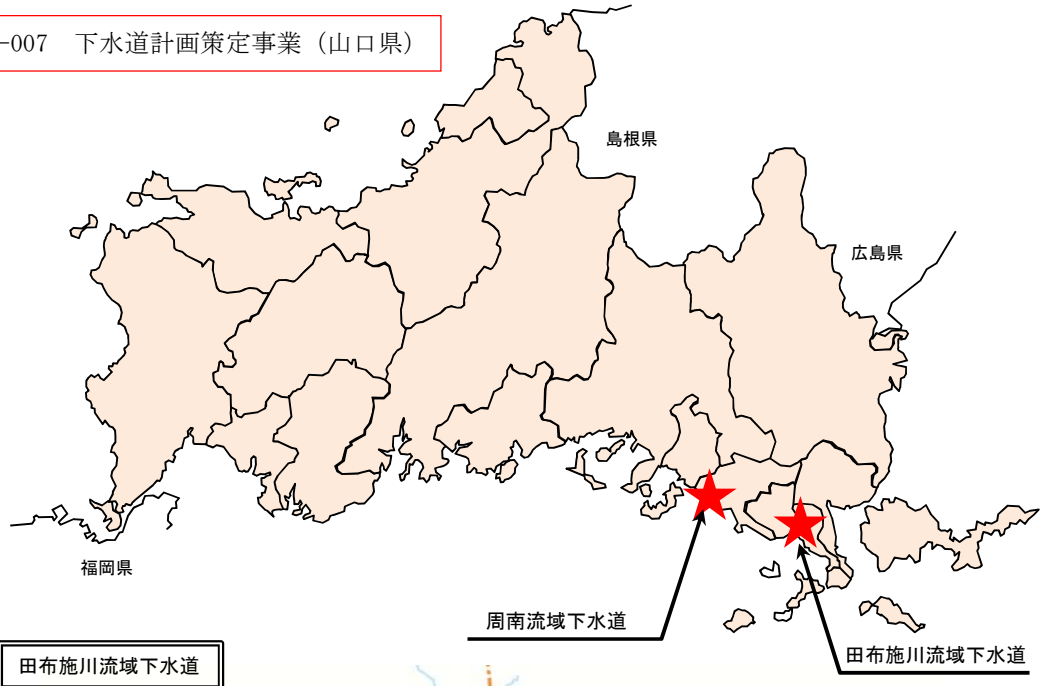 -007　下水道計画策定事業（山口県）
島根県
広島県
福岡県
周南流域下水道
田布施川流域下水道
田布施川流域下水道